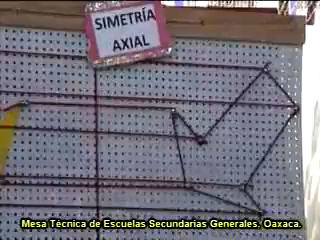 SIMETRÍA
AXIAL
Mesa Técnica de Escuelas Secundarias Generales. Oaxaca.